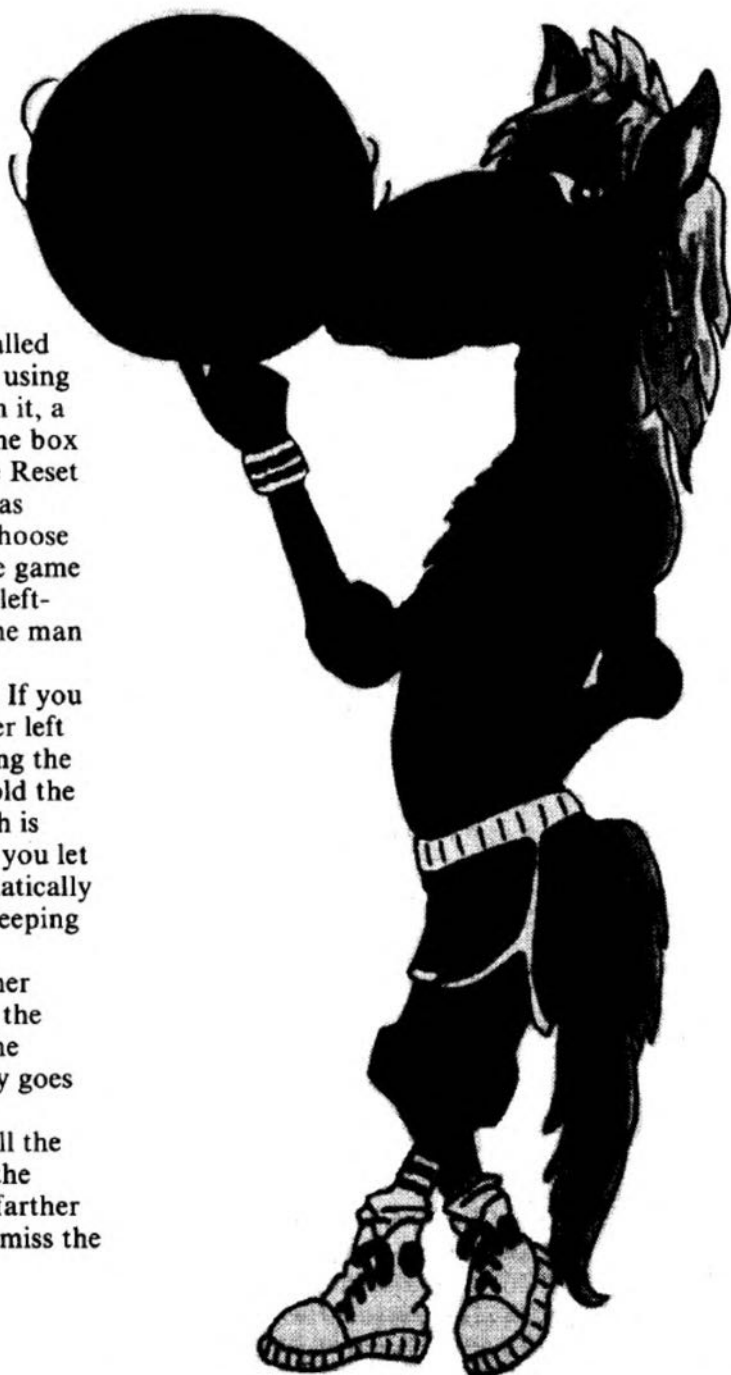 alled
using
n it, a
he box
e Reset
as
hoose
e game
left-
he man
If you
er left
ng the
old the
h is
you let
atically
eeping
her
the
he
y goes
ll the
the
farther
miss the